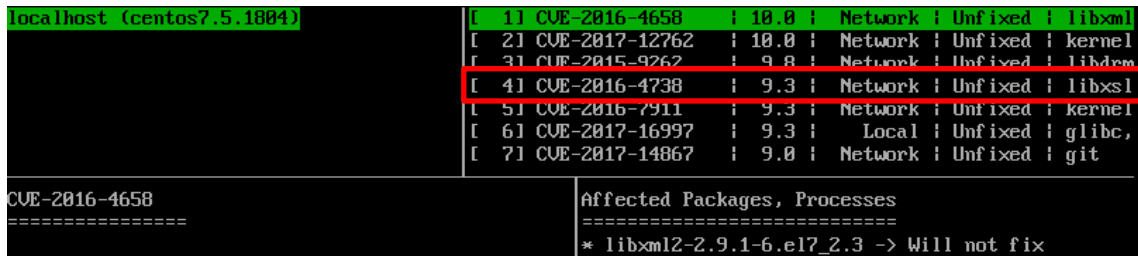 localhost (centos7.5.1804)
[ 1] CVE-2016-4658 | 10.0 | Network | Unfixed | libxml
[ 2] CVE-2017-12762 | 10.0 | Network | Unfixed | kernel
[ 3] CVE-2015-9262 | 9.8 | Network | Unfixed | libdrm
[ 4] CVE-2016-4738 | 9.3 | Network | Unfixed | libxsl
[ 5] CVE-2016-7911 | 9.3 | Network | Unfixed | kernel
[ 6] CVE-2017-16997 | 9.3 | Local | Unfixed | glibc,
[ 7] CVE-2017-14867 | 9.0 | Network | Unfixed | git
CVE-2016-4658
================
Affected Packages, Processes
============================
* libxml2-2.9.1-6.el7_2.3 -> Will not fix